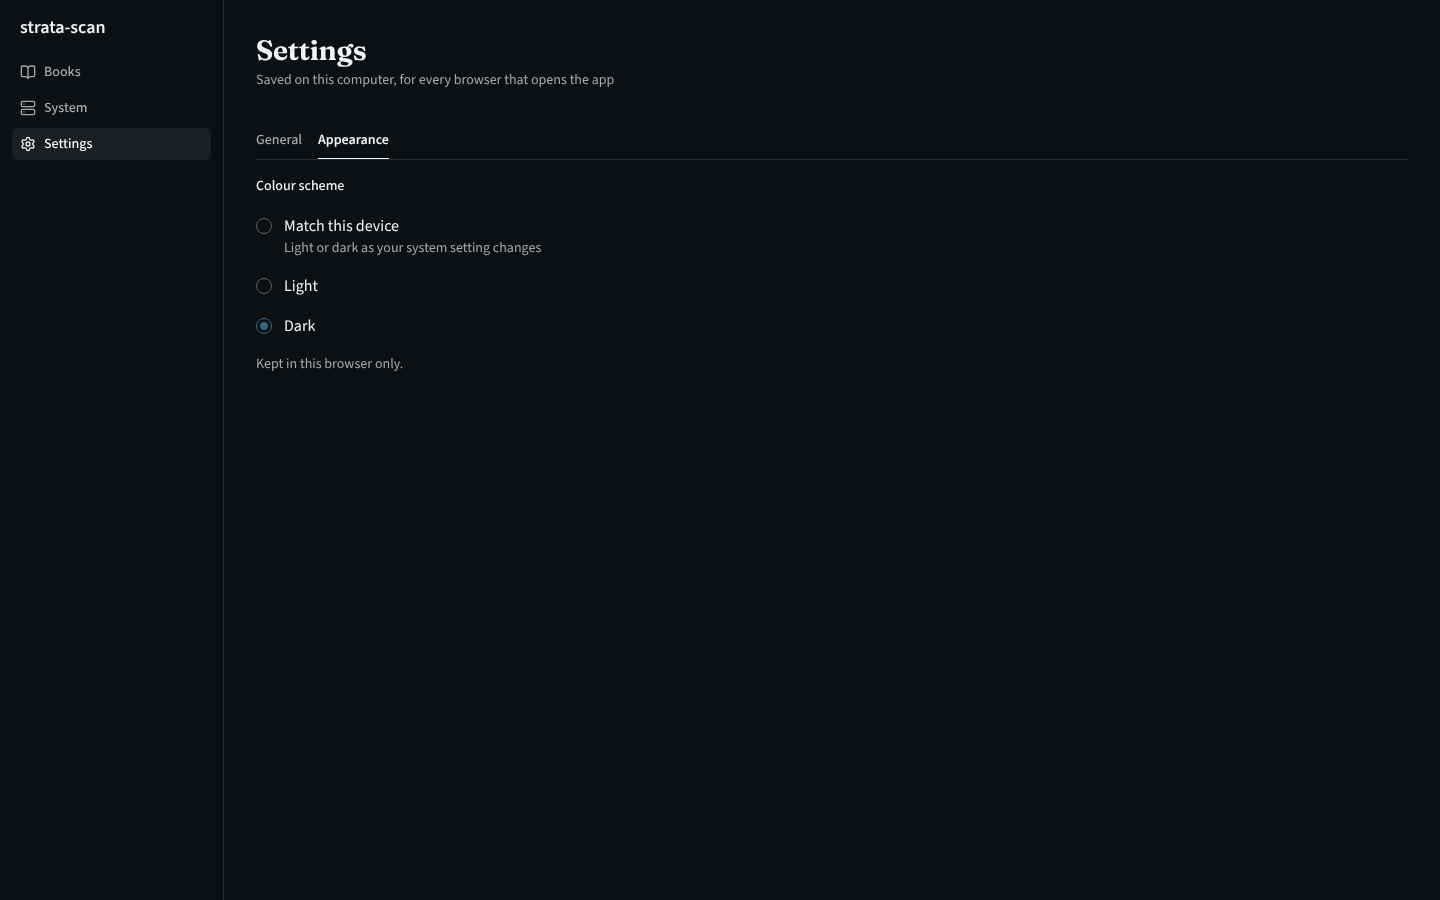 strata-scan
Books
System
Settings
Settings
Saved on this computer, for every browser that opens the app
General
Appearance
Colour scheme
Match this device
Light or dark as your system setting changes
Light
Dark
Kept in this browser only.